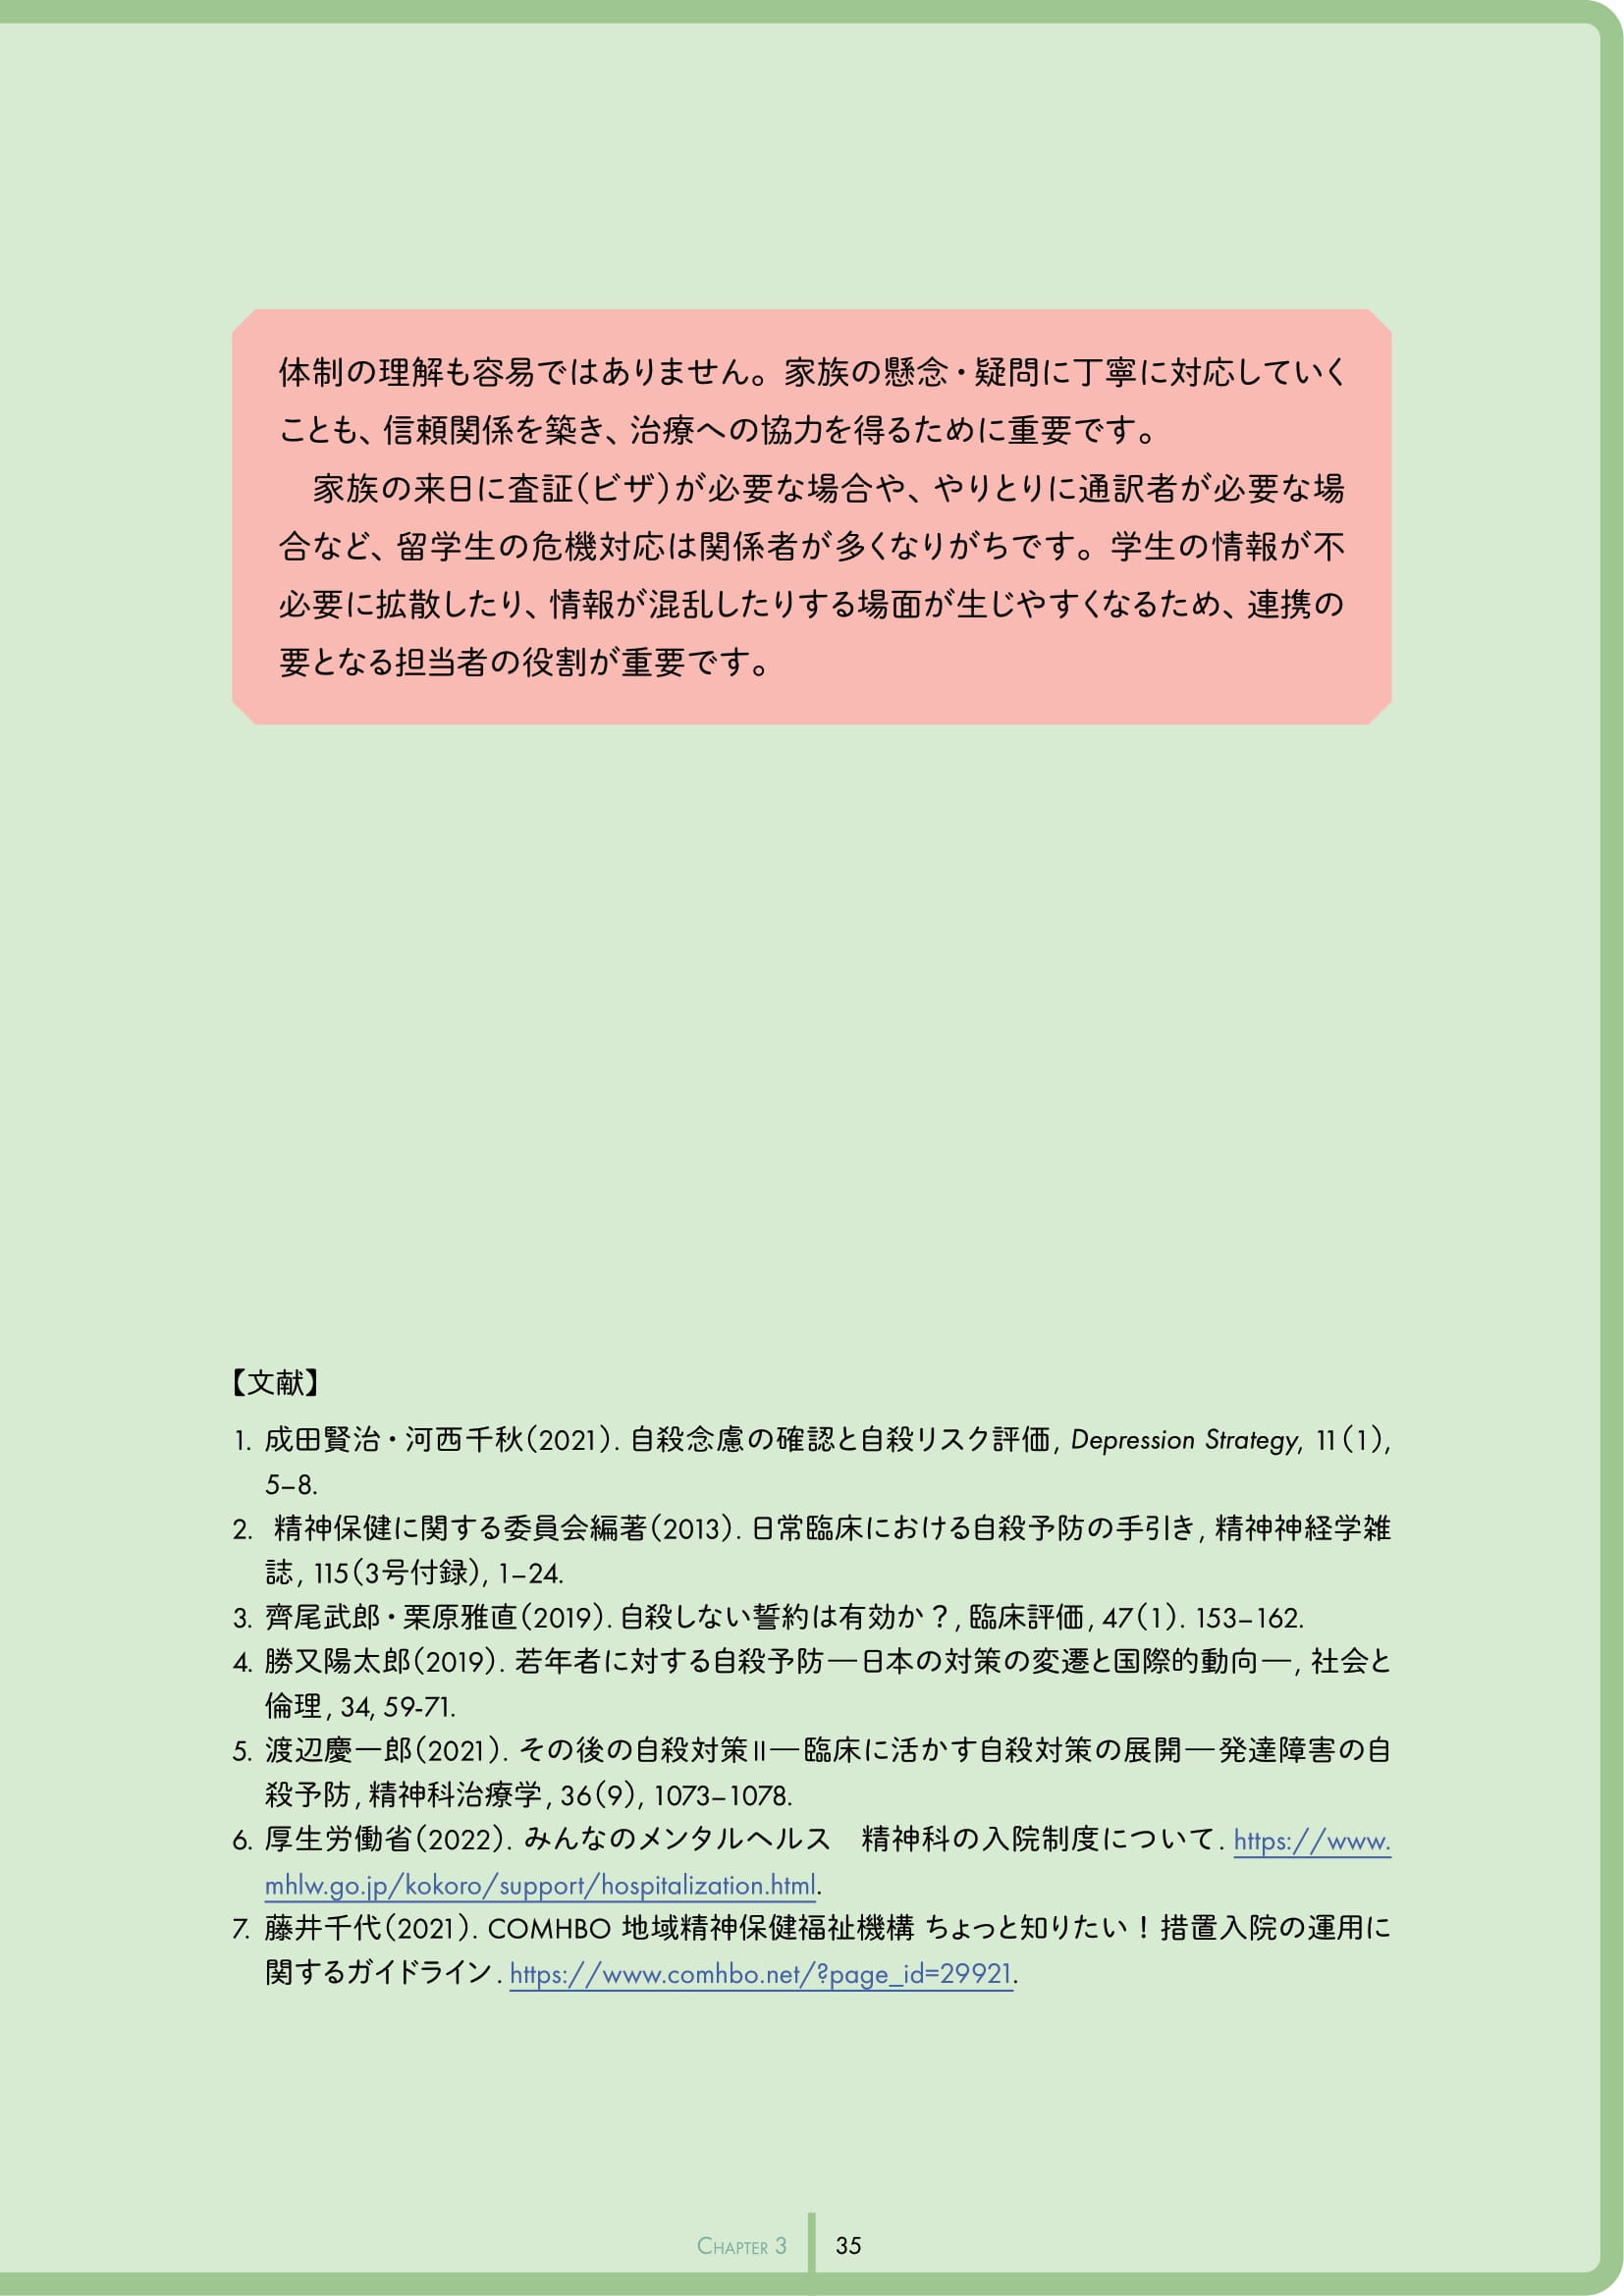 体制の理解も容易ではありません。家族の懸念・疑問に丁寧に対応していく
ことも、信頼関係を築き、治療への協力を得るために重要です。
　家族の来日に査証（ビザ）が必要な場合や、やりとりに通訳者が必要な場
合など、留学生の危機対応は関係者が多くなりがちです。学生の情報が不
必要に拡散したり、情報が混乱したりする場面が生じやすくなるため、連携の
要となる担当者の役割が重要です。
【文献】
1. 成田賢治・河西千秋（2021）. 自殺念慮の確認と自殺リスク評価, Depression Strategy, 11（1）,
5–8.
2. 精神保健に関する委員会編著（2013）. 日常臨床における自殺予防の手引き, 精神神経学雑
誌, 115（3号付録）, 1–24.
3. 齊尾武郎・栗原雅直（2019）. 自殺しない誓約は有効か？, 臨床評価, 47（1）. 153–162.
4. 勝又陽太郎（2019）. 若年者に対する自殺予防―日本の対策の変遷と国際的動向―, 社会と
倫理, 34, 59-71.
5. 渡辺慶一郎（2021）. その後の自殺対策Ⅱ―臨床に活かす自殺対策の展開―発達障害の自
殺予防, 精神科治療学, 36（9）, 1073–1078.
6. 厚生労働省（2022）. みんなのメンタルヘルス　精神科の入院制度について. https://www.
mhlw.go.jp/kokoro/support/hospitalization.html.
7. 藤井千代（2021）. COMHBO 地域精神保健福祉機構 ちょっと知りたい！措置入院の運用に
関するガイドライン. https://www.comhbo.net/?page_id=29921.
Chapter 3 35